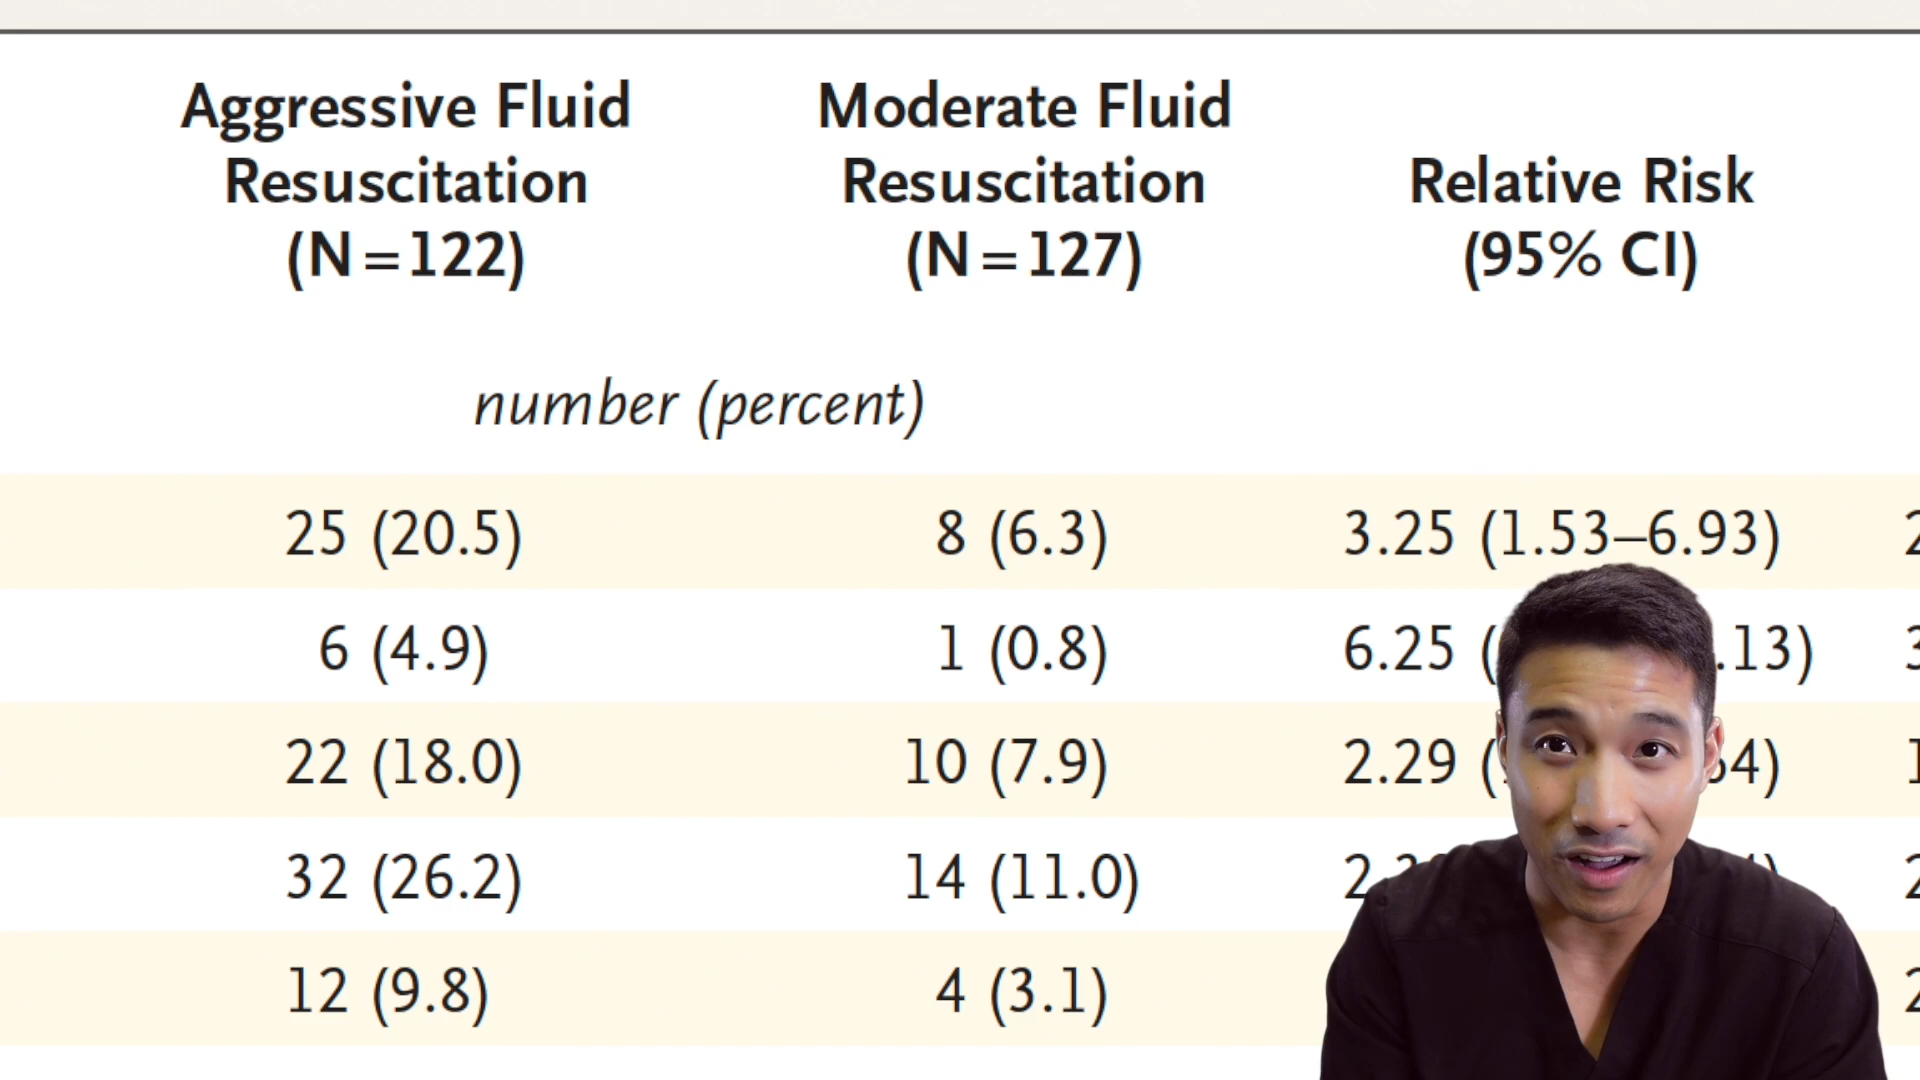 Aggressive Fluid
Resuscitation
(N=122)
Moderate Fluid
Resuscitation
(N=127)
Relative Risk
(95% CI)
number (percent)
25 (20.5) 8 (6.3) 3.25 (1.53–6.93)
6 (4.9) 1 (0.8) 6.25 ( .13)
22 (18.0) 10 (7.9) 2.29 ( 4)
32 (26.2) 14 (11.0)
12 (9.8) 4 (3.1)